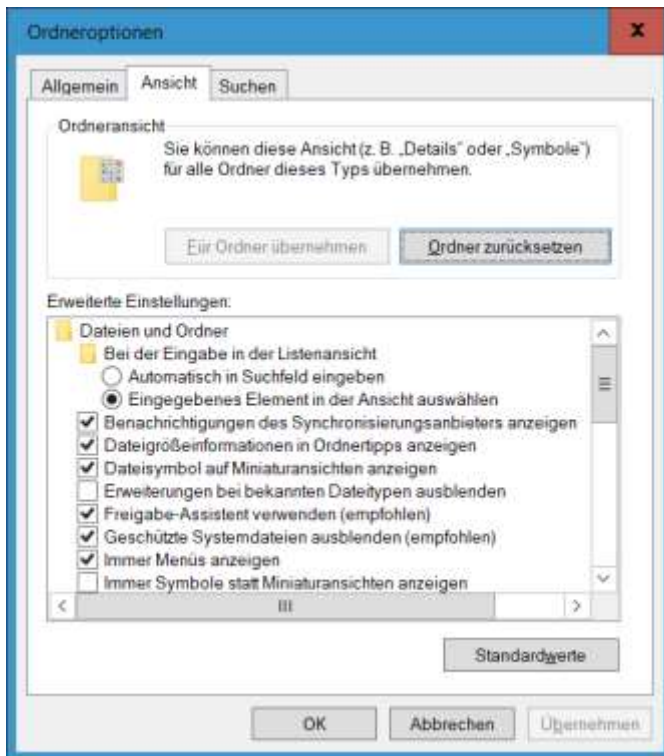 Ordneroptionen
x
Allgemein
Ansicht
Suchen
Ordneransicht
Sie können diese Ansicht (z. B. „Details" oder „Symbole")
für alle Ordner dieses Typs übernehmen.
Für Ordner übernehmen
Ordner zurücksetzen
Erweiterte Einstellungen:
Dateien und Ordner
Bei der Eingabe in der Listenansicht
Automatisch in Suchfeld eingeben
Eingegebenes Element in der Ansicht auswählen
Benachrichtigungen des Synchronisierungsanbieters anzeigen
Dateigrößeinformationen in Ordnertipps anzeigen
Dateisymbol auf Miniaturansichten anzeigen
Erweiterungen bei bekannten Dateitypen ausblenden
Freigabe-Assistent verwenden (empfohlen)
Geschützte Systemdateien ausblenden (empfohlen)
Immer Menüs anzeigen
Immer Symbole statt Miniaturansichten anzeigen
Standardwerte
OK
Abbrechen
Übernehmen